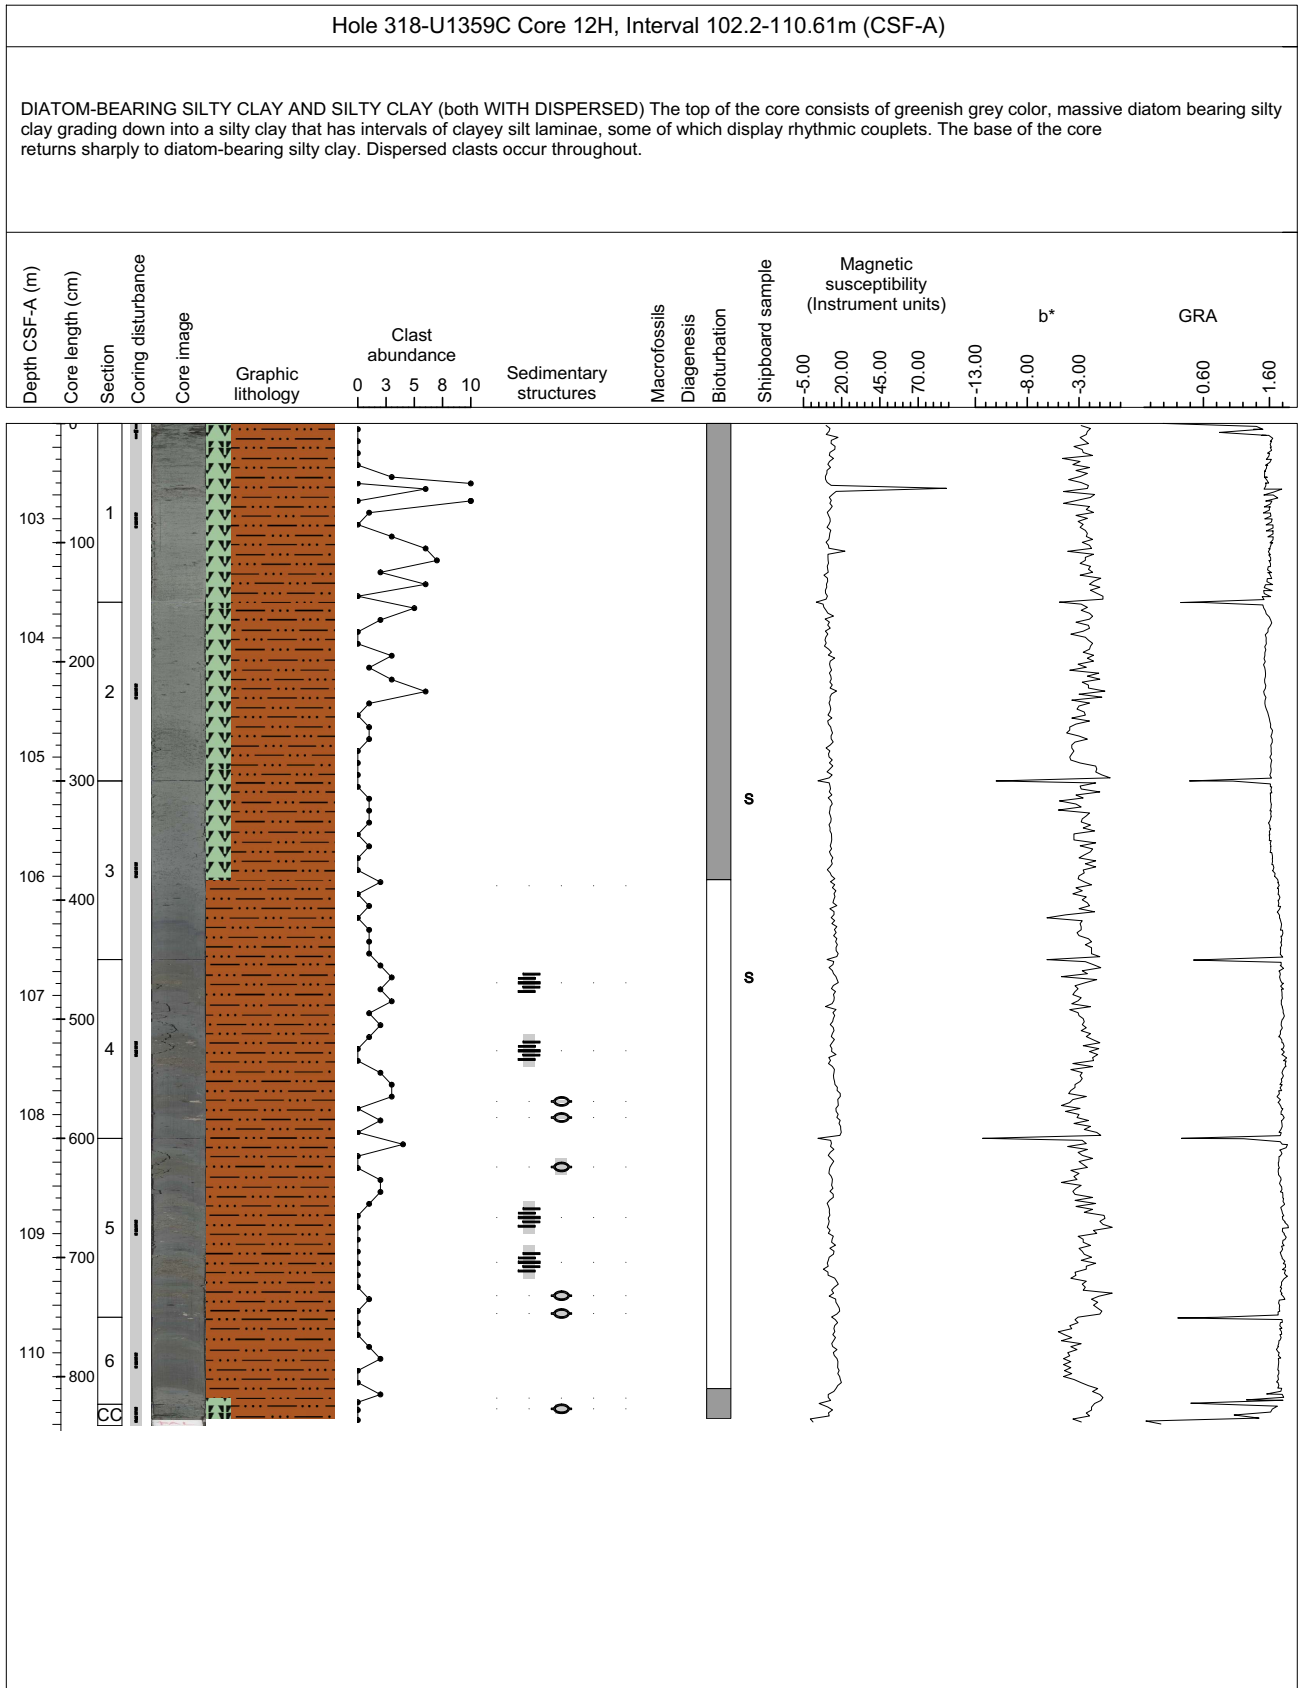 Hole 318-U1359C Core 12H, Interval 102.2-110.61m (CSF-A)
DIATOM-BEARING SILTY CLAY AND SILTY CLAY (both WITH DISPERSED) The top of the core consists of greenish grey color, massive diatom bearing silty
clay grading down into a silty clay that has intervals of clayey silt laminae, some of which display rhythmic couplets. The base of the core
returns sharply to diatom-bearing silty clay. Dispersed clasts occur throughout.
Depth CSF-A (m)
Core length (cm)
Section
Coring disturbance
Core image
Graphic
lithology
Clast
abundance
0 3 5 8 10
Sedimentary
structures
Macrofossils
Diagenesis
Bioturbation
Shipboard sample
Magnetic
susceptibility
(Instrument units)
-5.00 20.00 45.00 70.00
b*
-13.00 -8.00 -3.00
GRA
0.60 1.60
0
1
103
100
104
200
2
105
300
S
3
106
400
S
107
500
4
108
600
5
109
700
110
6
800
CC